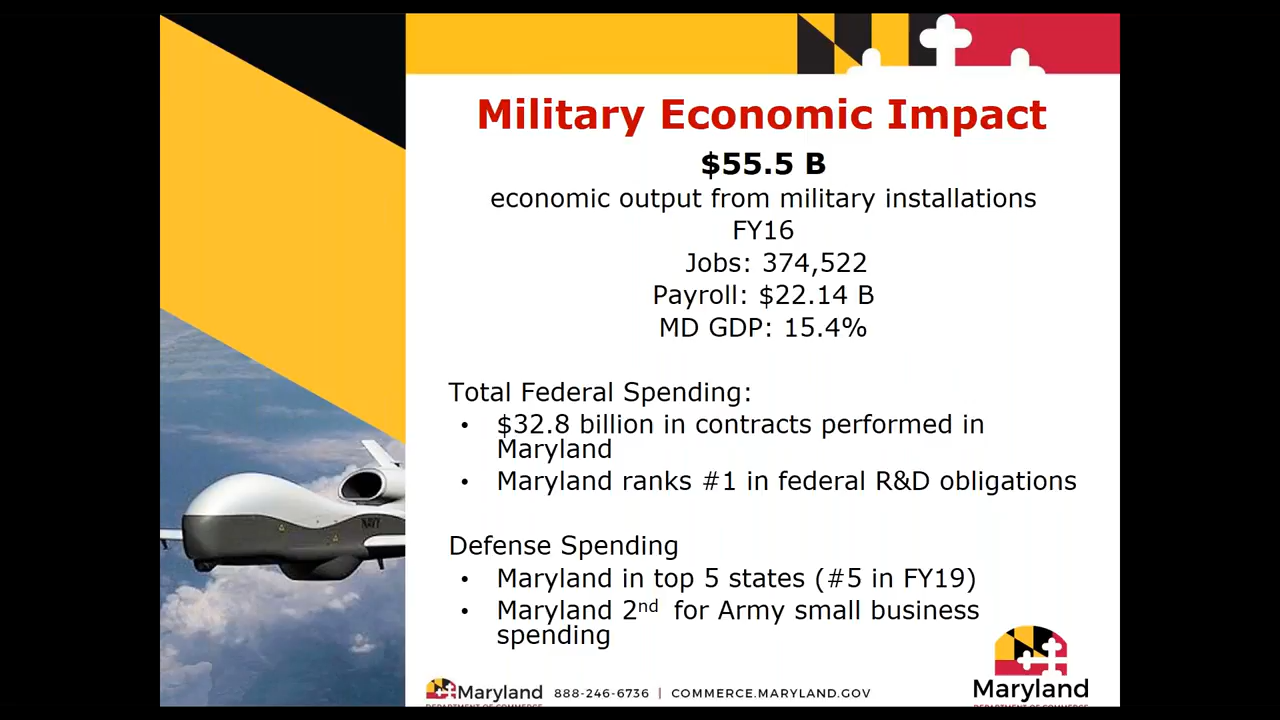 Military Economic Impact
$55.5 B
economic output from military installations
FY16
Jobs: 374,522
Payroll: $22.14 B
MD GDP: 15.4%
Total Federal Spending:
• $32.8 billion in contracts performed in
Maryland
• Maryland ranks #1 in federal R&D obligations
Defense Spending
• Maryland in top 5 states (#5 in FY19)
• Maryland 2nd for Army small business
spending
NAVY
Maryland 888-246-6736 | COMMERCE.MARYLAND.GOV
Maryland